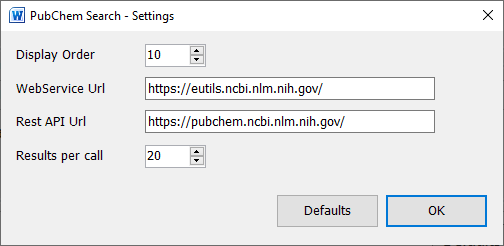 PubChem Search - Settings
Display Order 10
WebService Url https://eutils.ncbi.nlm.nih.gov/
Rest API Url https://pubchem.ncbi.nlm.nih.gov/
Results per call 20
Defaults OK